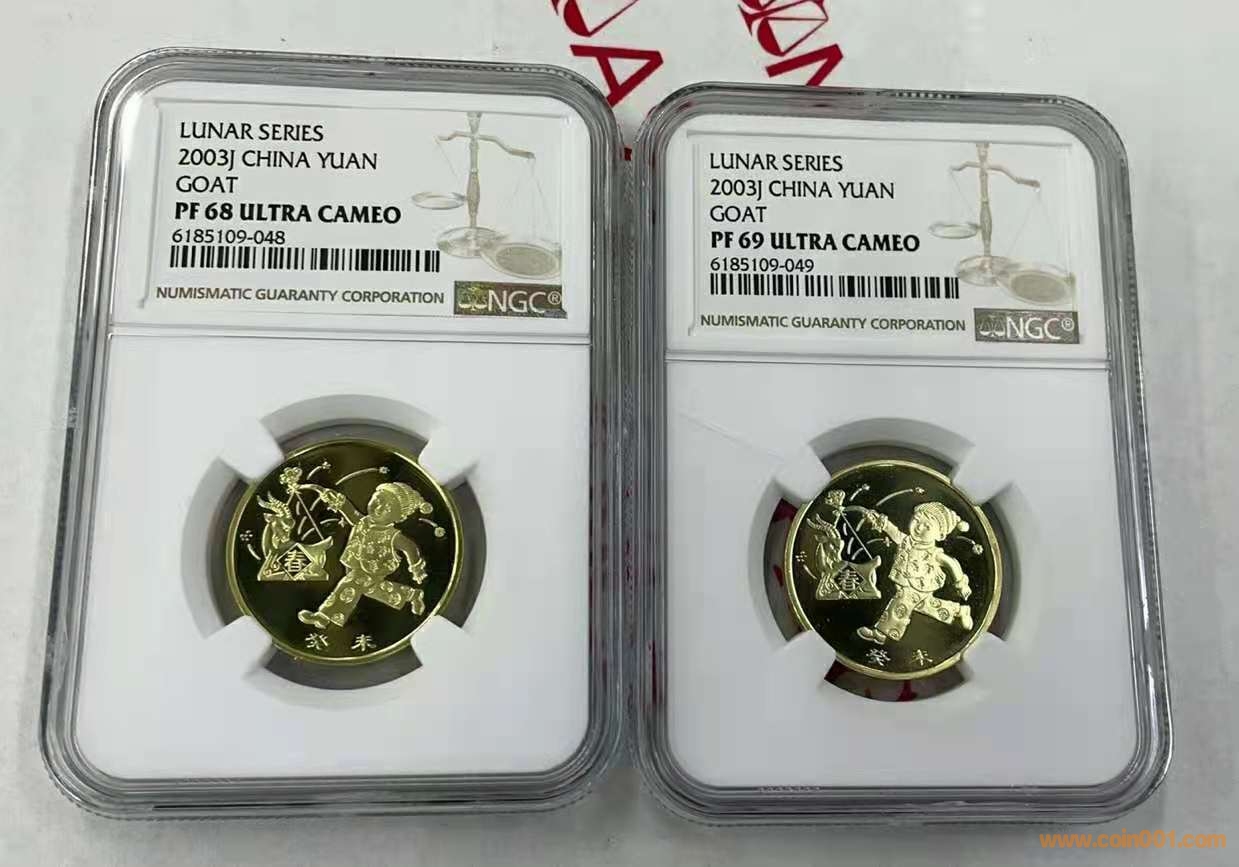 LUNAR SERIES
2003J CHINA YUAN
GOAT
PF 68 ULTRA CAMEO
6185109-048
NUMISMATIC GUARANTY CORPORATION
NGC®
春
癸未
LUNAR SERIES
2003J CHINA YUAN
GOAT
PF 69 ULTRA CAMEO
6185109-049
NUMISMATIC GUARANTY CORPORATION
NGC®
春
癸未
www.coin001.com